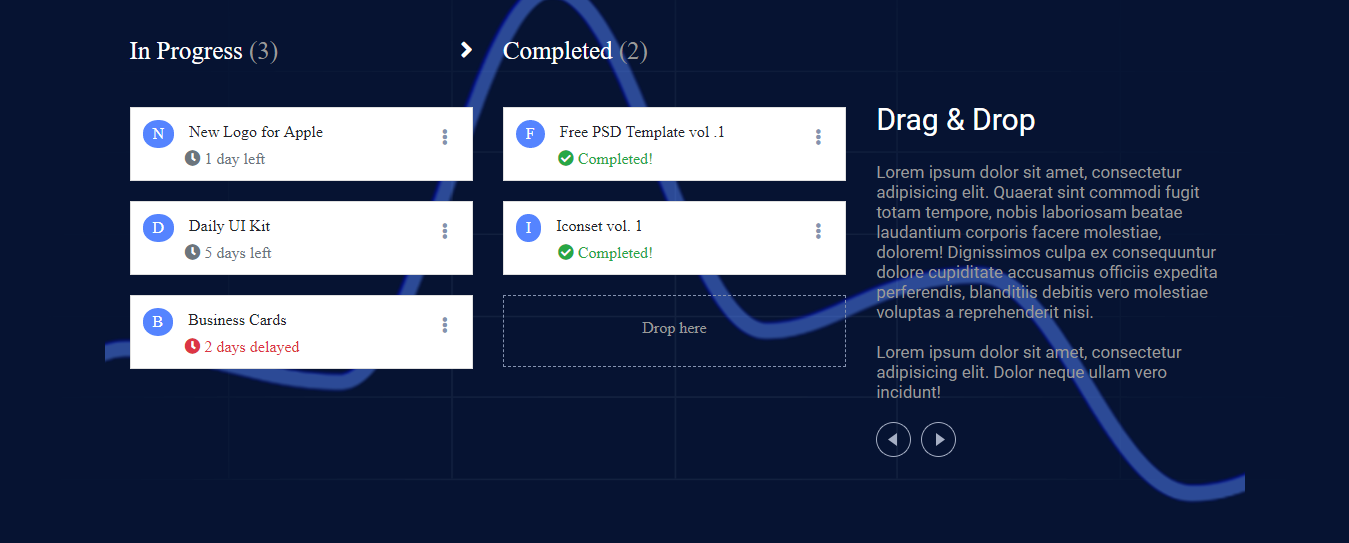 In Progress (3)
N New Logo for Apple
1 day left
D Daily UI Kit
5 days left
B Business Cards
2 days delayed
Completed (2)
F Free PSD Template vol .1
Completed!
I Iconset vol. 1
Completed!
Drop here
Drag & Drop
Lorem ipsum dolor sit amet, consectetur
adipisicing elit. Quaerat sint commodi fugit
totam tempore, nobis laboriosam beatae
laudantium corporis facere molestiae,
dolorem! Dignissimos culpa ex consequuntur
dolore cupiditate accusamus officiis expedita
perferendis, blanditiis debitis vero molestiae
voluptas a reprehenderit nisi.
Lorem ipsum dolor sit amet, consectetur
adipisicing elit. Dolor neque ullam vero
incidunt!